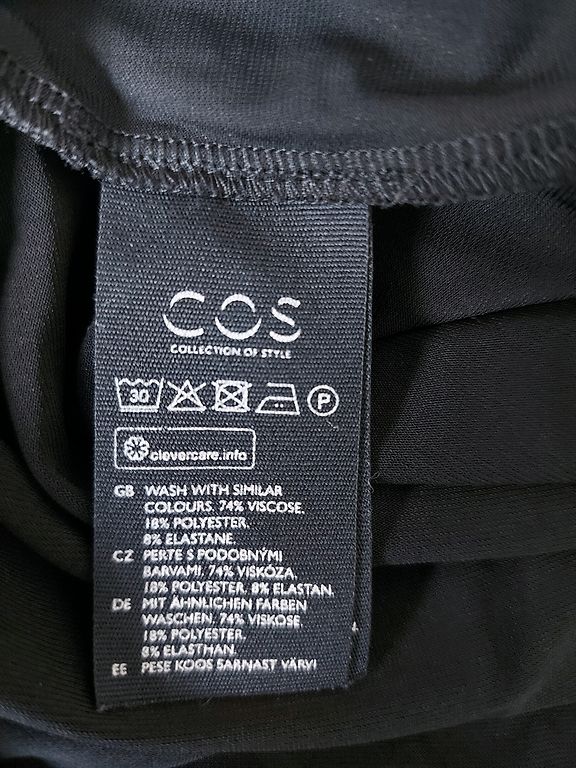 COS
COLLECTION OF STYLE
30 P
clevercare.info
GB WASH WITH SIMILAR
COLOURS. 74% VISCOSE.
18% POLYESTER.
8% ELASTANE.
CZ PERTE S PODOBNÝMI
BARVAMI. 74% VISKÓZA.
18% POLYESTER. 8% ELASTAN.
DE MIT ÄHNLICHEN FARBEN
WASCHEN. 74% VISKOSE
18% POLYESTER.
8% ELASTHAN.
EE PESE KOOS SARNAST VÄRVI